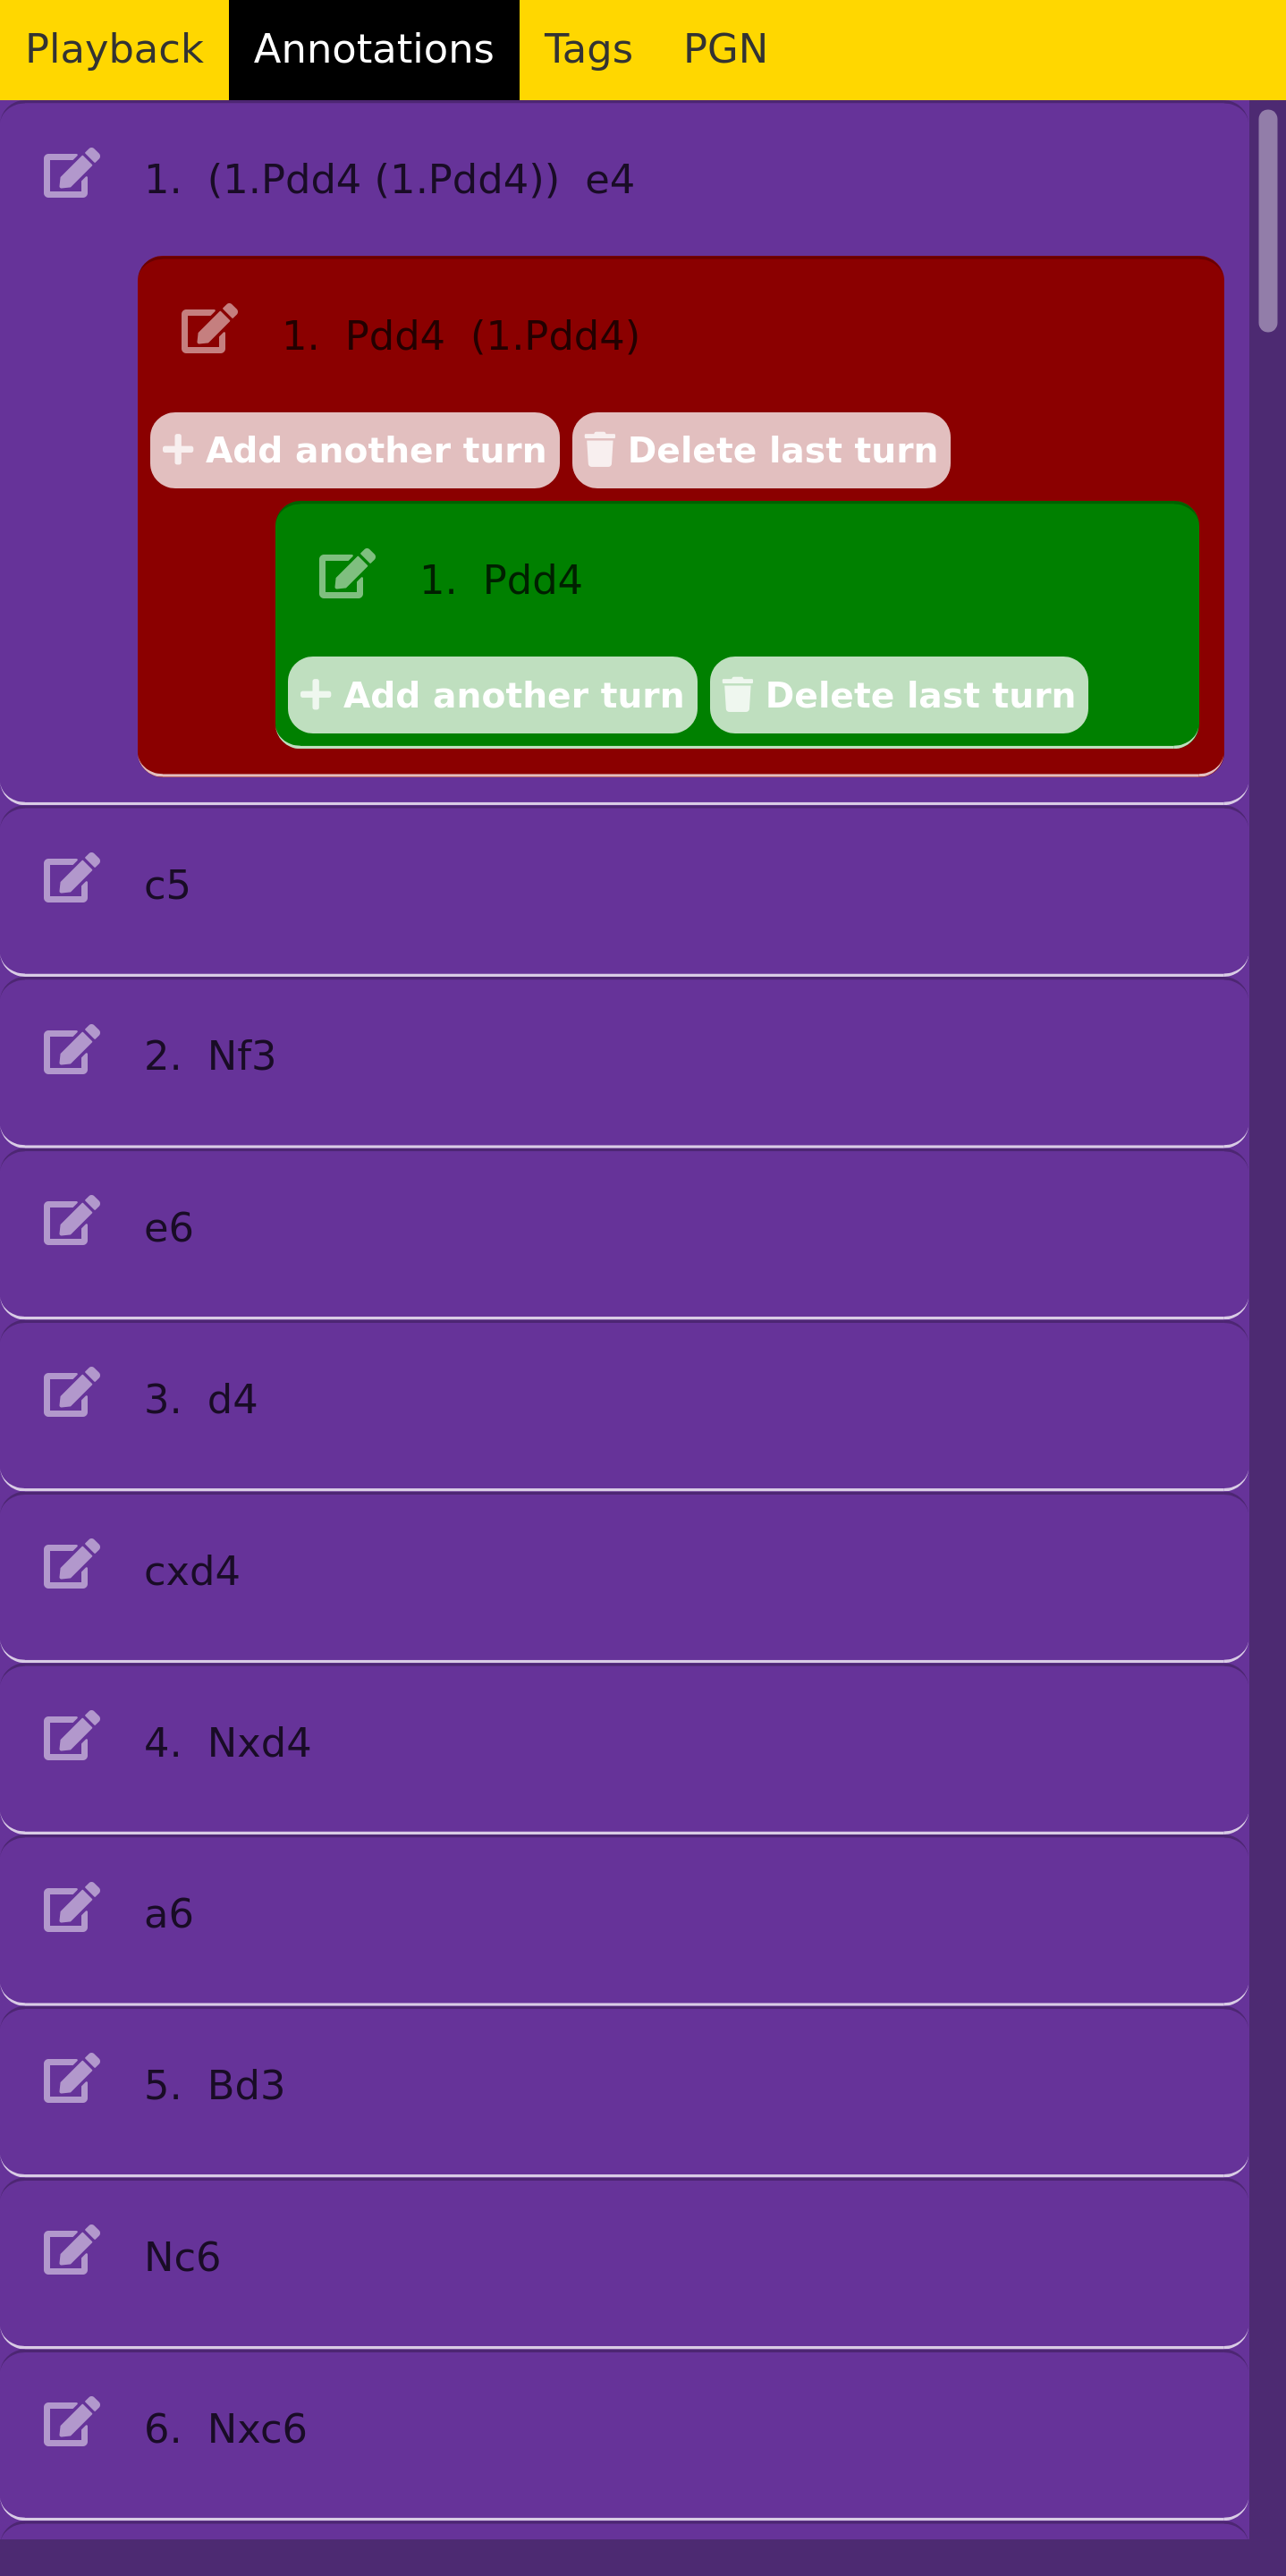 Playback Annotations Tags PGN
1. (1.Pdd4 (1.Pdd4)) e4
1. Pdd4 (1.Pdd4)
Add another turn Delete last turn
1. Pdd4
Add another turn Delete last turn
c5
2. Nf3
e6
3. d4
cxd4
4. Nxd4
a6
5. Bd3
Nc6
6. Nxc6